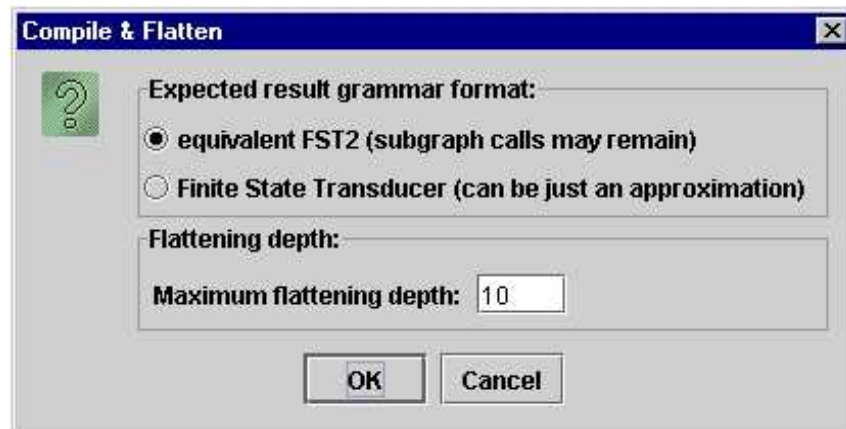 Compile & Flatten
Expected result grammar format:
equivalent FST2 (subgraph calls may remain)
Finite State Transducer (can be just an approximation)
Flattening depth:
Maximum flattening depth: 10
OK Cancel